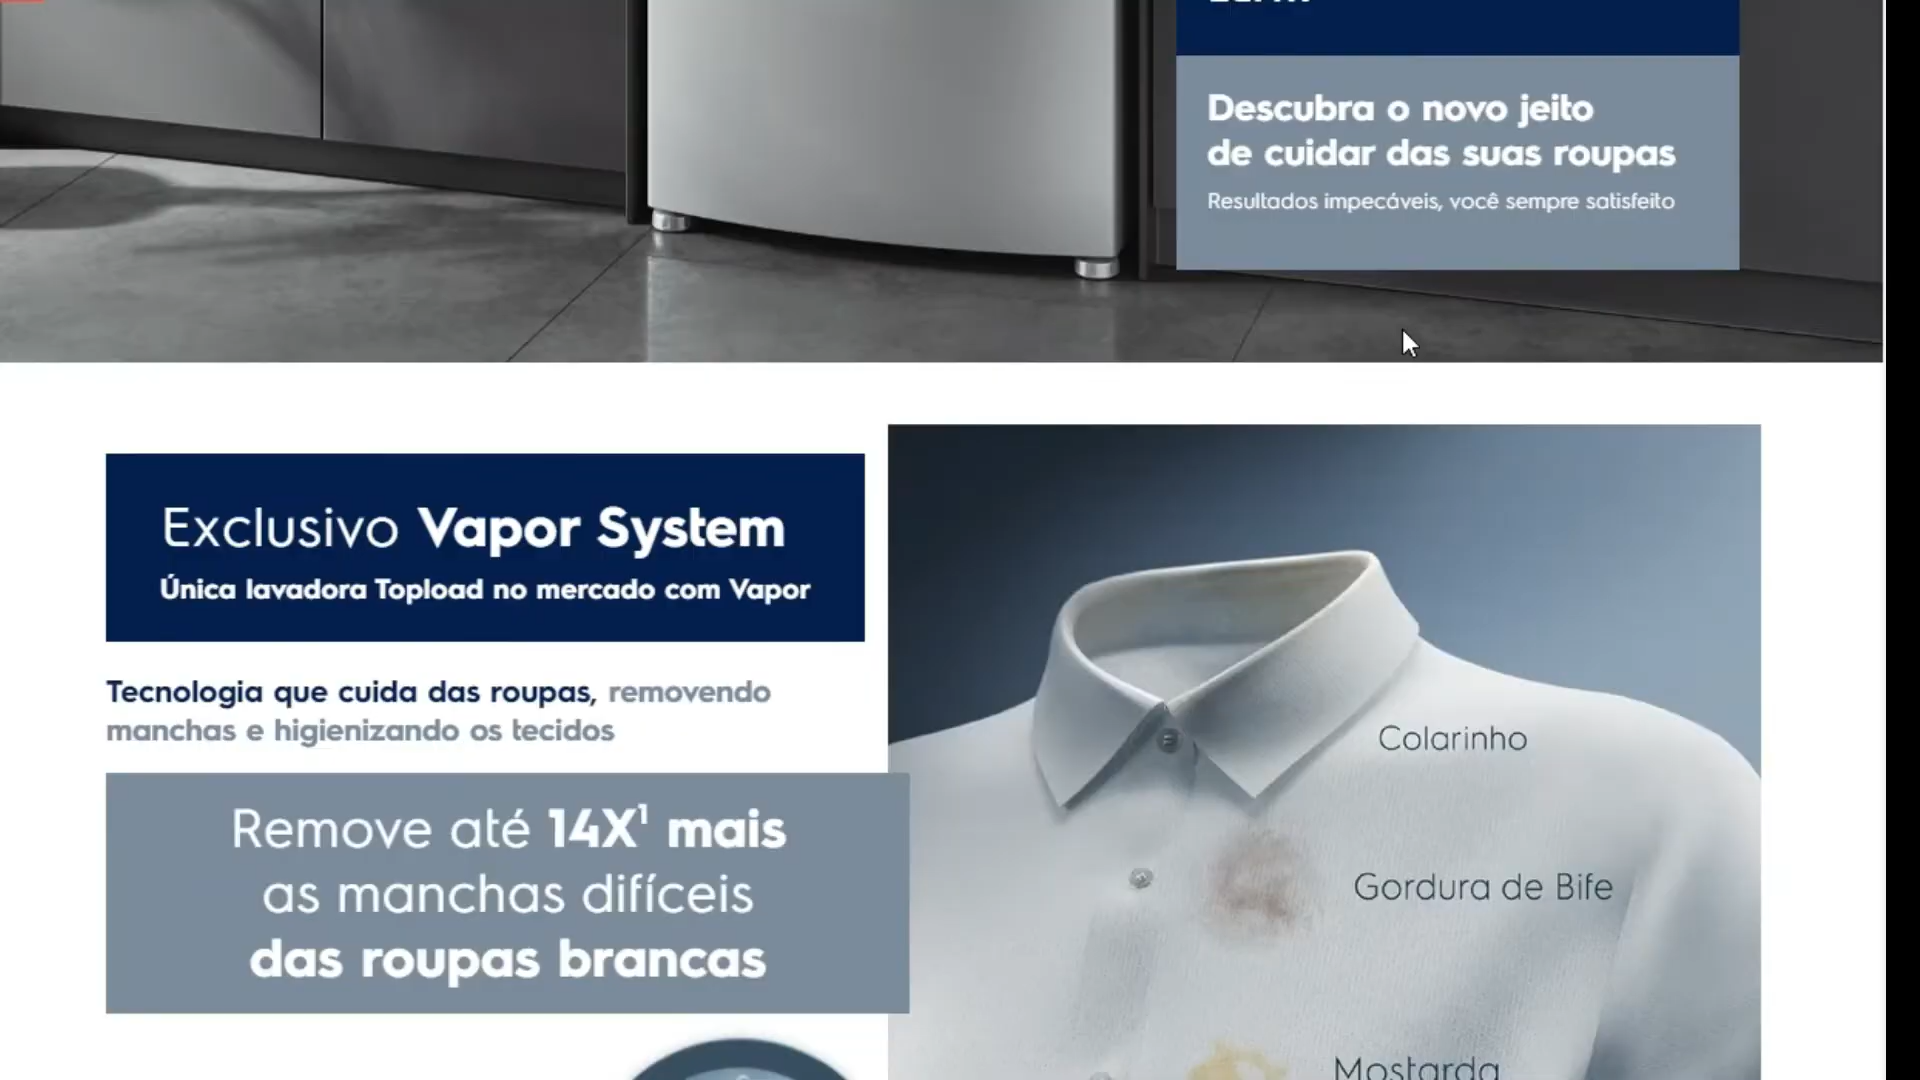 Descubra o novo jeito
de cuidar das suas roupas
Resultados impecáveis, você sempre satisfeito
Exclusivo Vapor System
Única lavadora Topload no mercado com Vapor
Tecnologia que cuida das roupas, removendo
manchas e higienizando os tecidos
Remove até 14X¹ mais
as manchas difíceis
das roupas brancas
Colarinho
Gordura de Bife
Mostarda